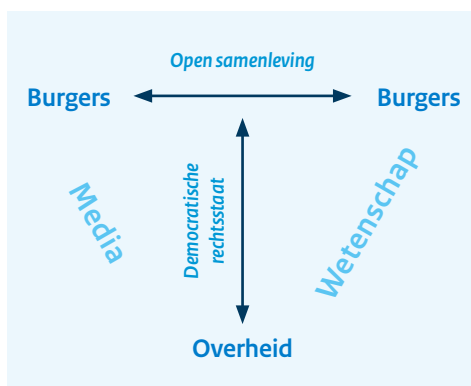 Open samenleving
Burgers
Burgers
Media
Democratische
rechtsstaat
Wetenschap
Overheid